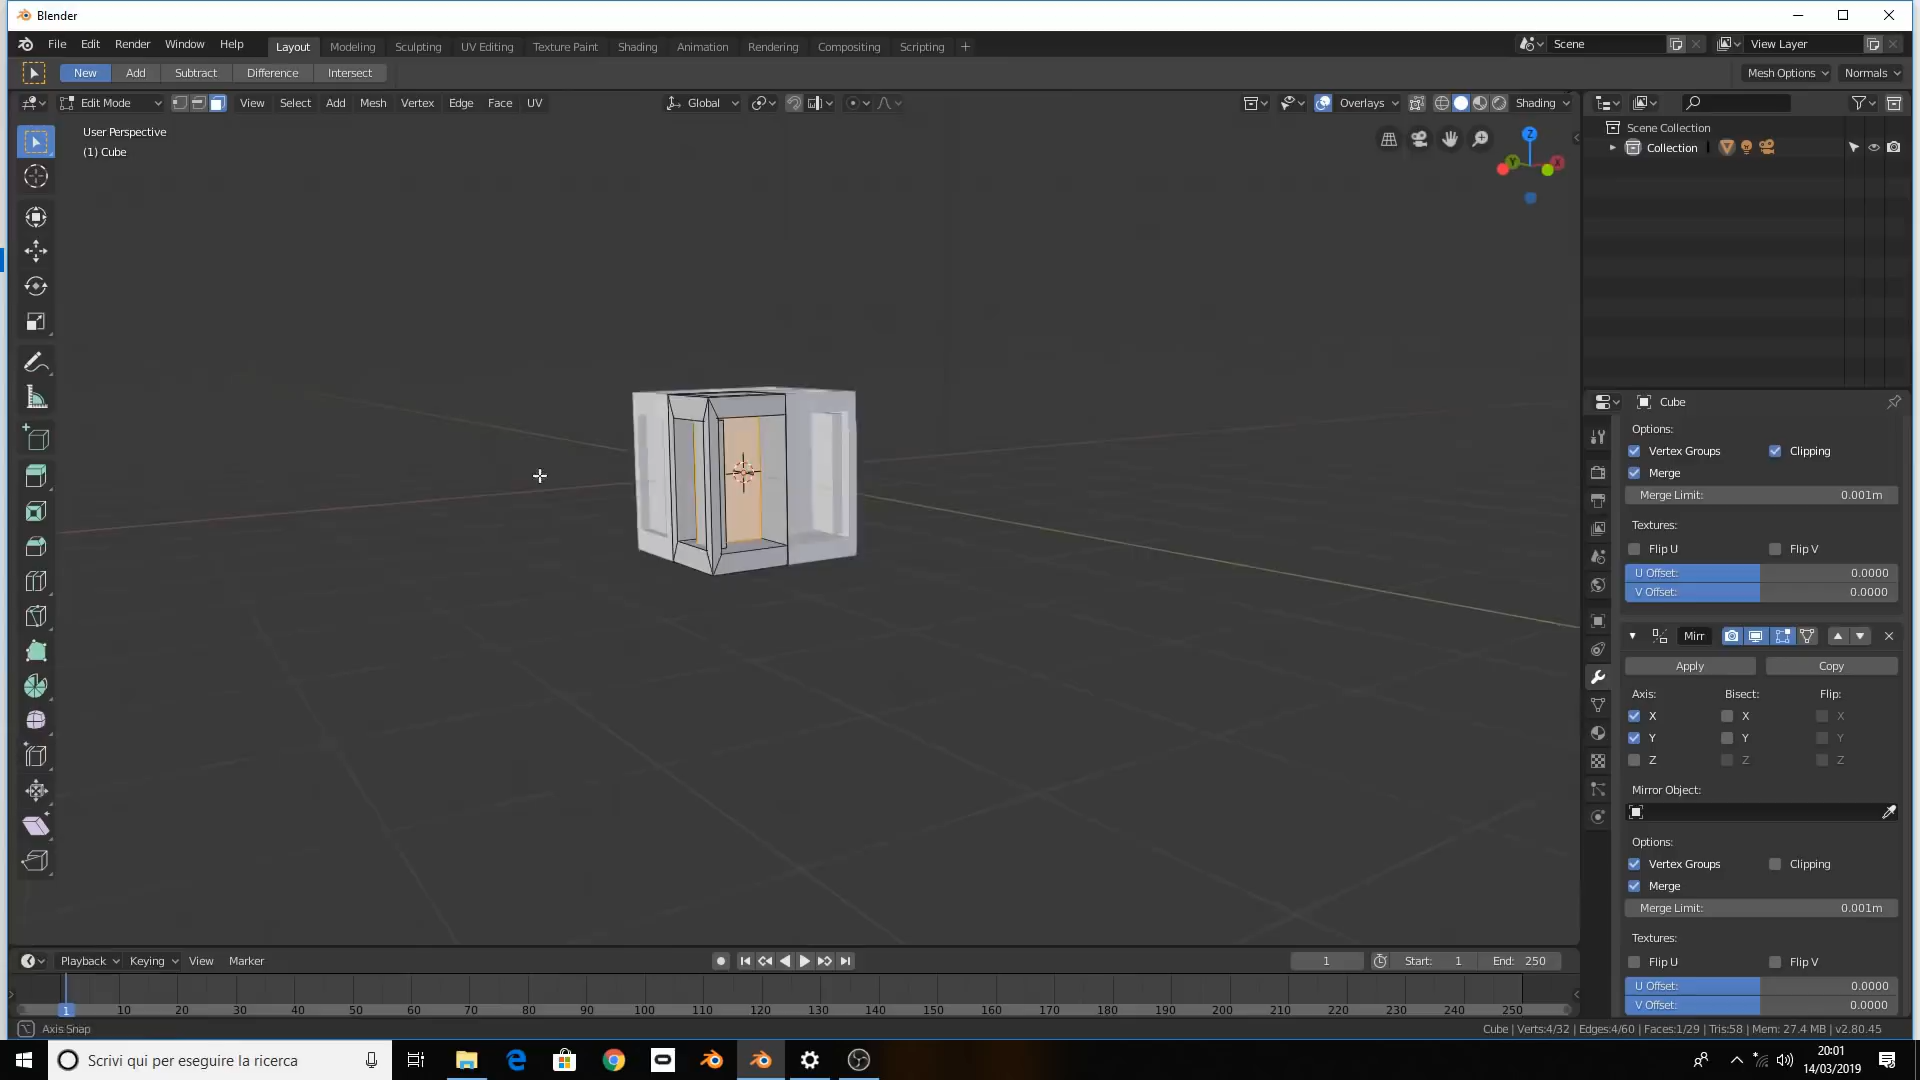 Blender
File Edit Render Window Help Layout Modeling Sculpting UV Editing Texture Paint Shading Animation Rendering Compositing Scripting + Scene View Layer
New Add Subtract Difference Intersect Mesh Options Normals
Edit Mode View Select Add Mesh Vertex Edge Face UV Global Overlays Shading
User Perspective
(1) Cube
Z
Y X
Scene Collection
Collection
Cube
Options:
Vertex Groups Clipping
Merge
Merge Limit: 0.001m
Textures:
Flip U Flip V
U Offset: 0.0000
V Offset: 0.0000
Mirr
Apply Copy
Axis: Bisect: Flip:
X X X
Y Y Y
Z Z Z
Mirror Object:
Options:
Vertex Groups Clipping
Merge
Merge Limit: 0.001m
Textures:
Flip U Flip V
U Offset: 0.0000
V Offset: 0.0000
Playback Keying View Marker 1 Start: 1 End: 250
1 10 20 30 40 50 60 70 80 90 100 110 120 130 140 150 160 170 180 190 200 210 220 230 240 250
Axis Snap Cube | Verts:4/32 | Edges:4/60 | Faces:1/29 | Tris:58 | Mem: 27.4 MB | v2.80.45
Scrivi qui per eseguire la ricerca
20:01
14/03/2019